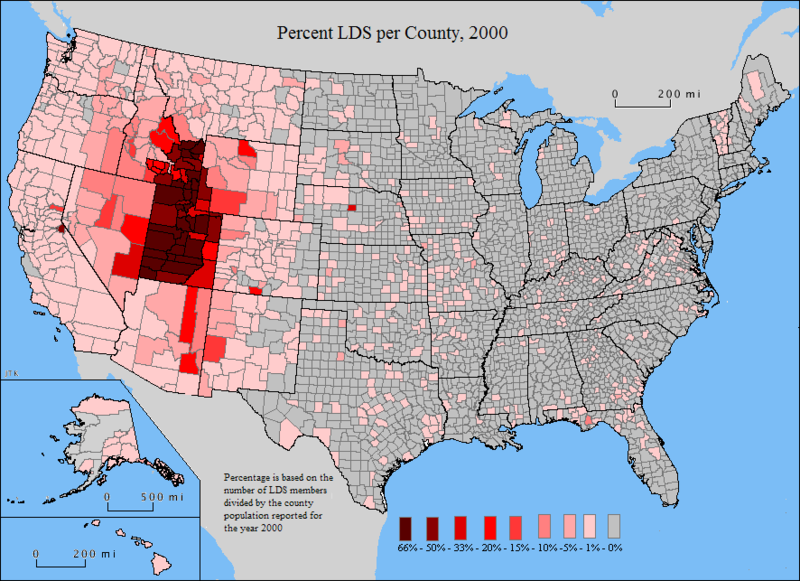 Percent LDS per County, 2000
0 200 mi
Percentage is based on the
number of LDS members
divided by the county
population reported for
the year 2000
0 500 mi
0 200 mi
66% - 50% - 33% - 20% - 15% - 10% -5% - 1% - 0%